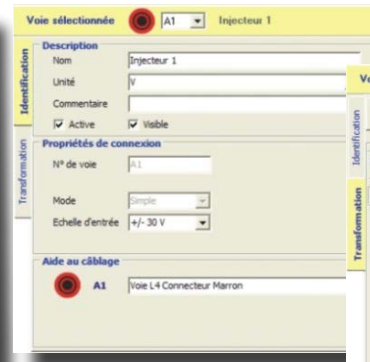 Voie sélectionnée A1 Injecteur 1
Identification
Transformation
Description
Nom Injecteur 1
Unité V
Commentaire
Active Visible
Propriétés de connexion
N° de voie A1
Mode Simple
Echelle d'entrée +/- 30 V
Aide au câblage
A1 Voie L4 Connecteur Marron
Vo
Identification
Transformation